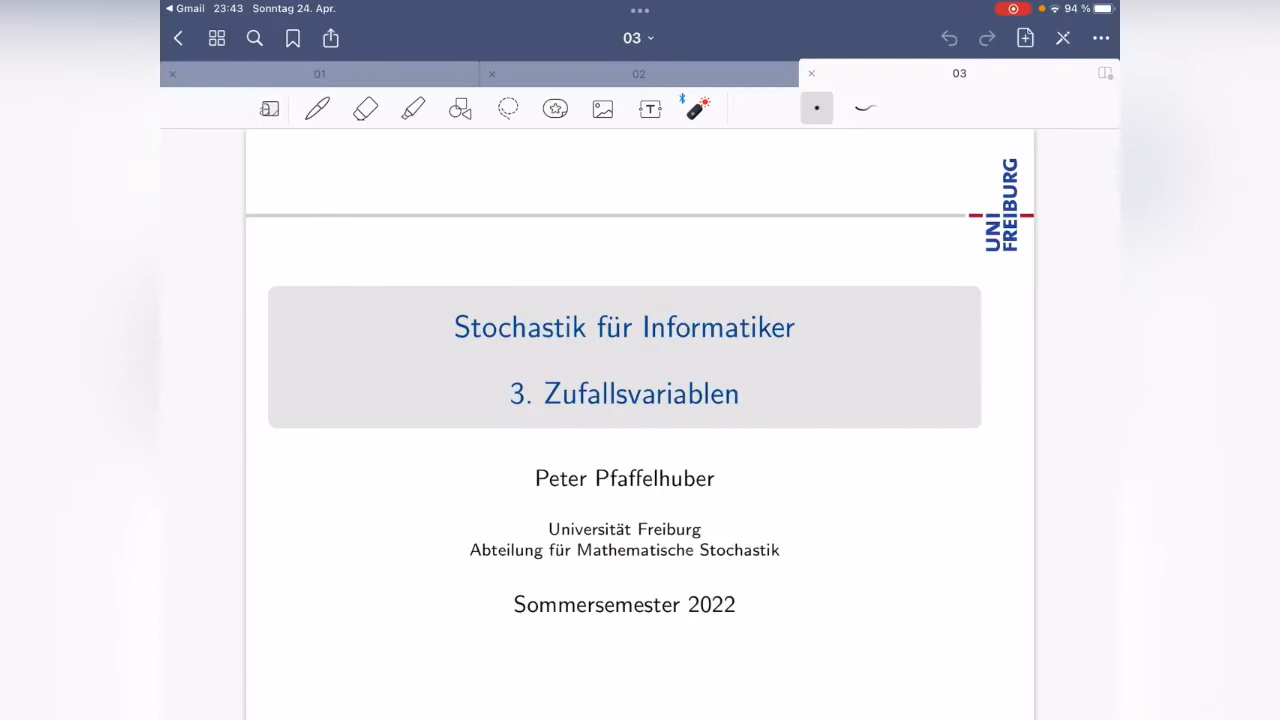 Gmail 23:43 Sonntag 24. Apr. 94 %
03
01 02 03
T
UNI
FREIBURG
Stochastik für Informatiker
3. Zufallsvariablen
Peter Pfaffelhuber
Universität Freiburg
Abteilung für Mathematische Stochastik
Sommersemester 2022